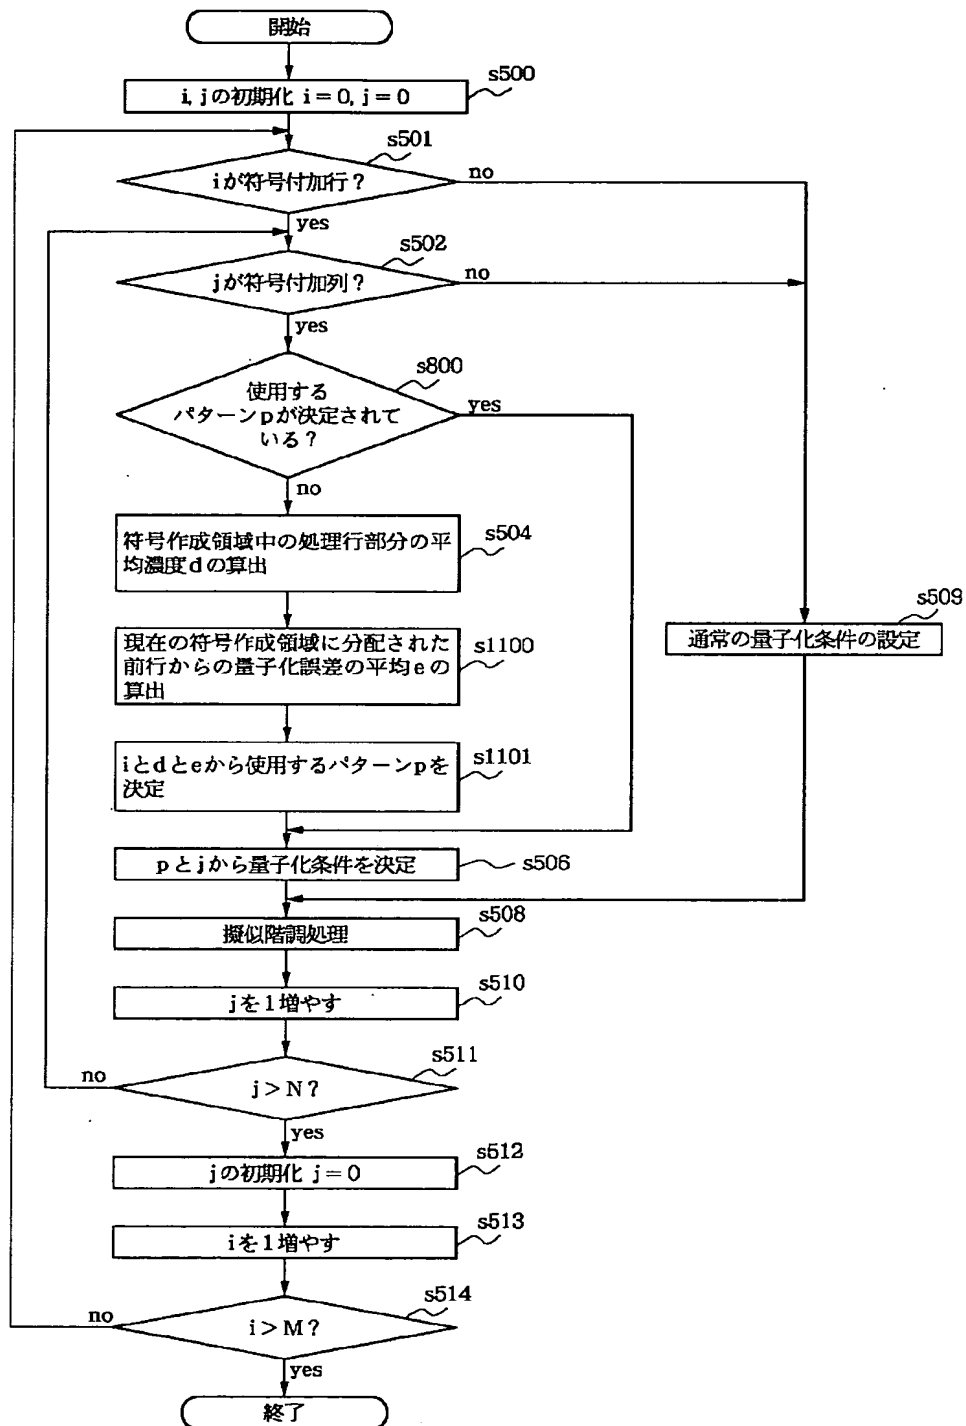 開始
s500
i, jの初期化 i=0, j=0
s501
iが符号付加行？
no
yes
s502
jが符号付加列？
no
yes
s800
使用する
パターンpが決定されて
いる？
yes
no
符号作成領域中の処理行部分の平
均濃度dの算出
s504
s509
通常の量子化条件の設定
現在の符号作成領域に分配された
前行からの量子化誤差の平均eの
算出
s1100
iとdとeから使用するパターンpを
決定
s1101
pとjから量子化条件を決定
s506
擬似階調処理
s508
jを1増やす
s510
s511
j>N？
no
yes
jの初期化 j=0
s512
iを1増やす
s513
s514
i>M？
no
yes
終了